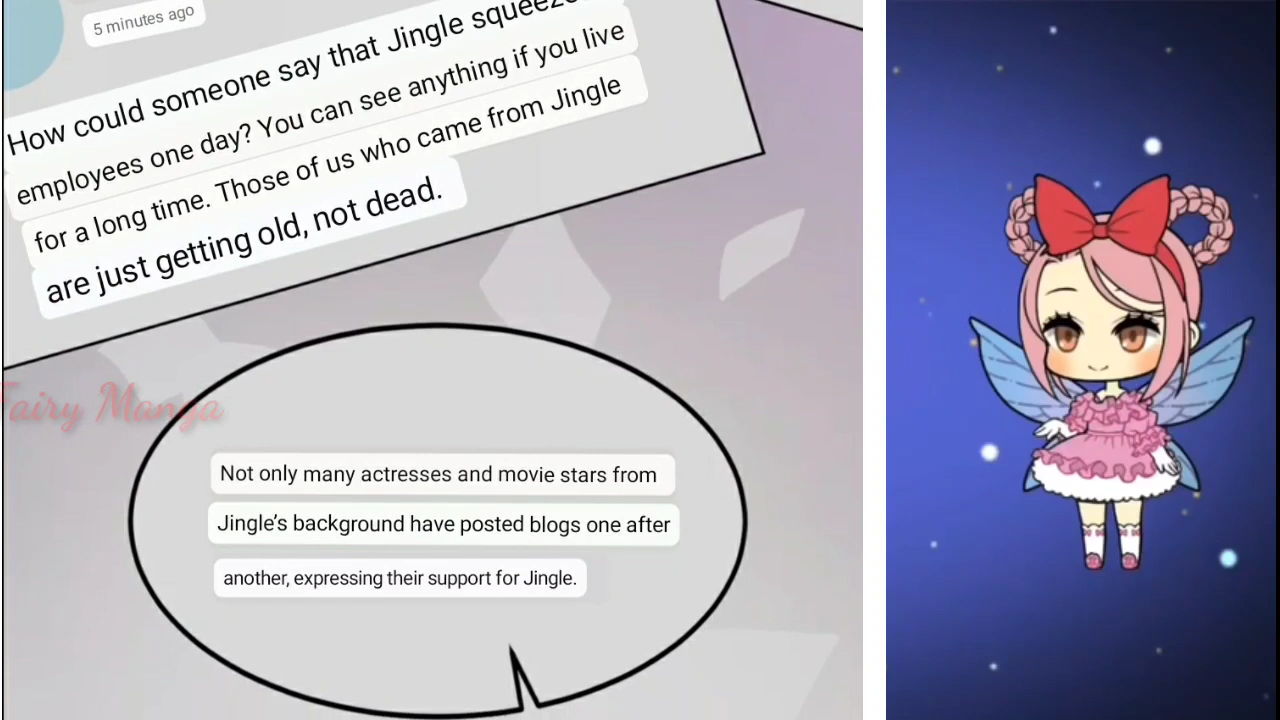 5 minutes ago
How could someone say that Jingle
employees one day? You can see anything if you live
for a long time. Those of us who came from Jingle
are just getting old, not dead.
Fairy Manga
Not only many actresses and movie stars from
Jingle's background have posted blogs one after
another, expressing their support for Jingle.